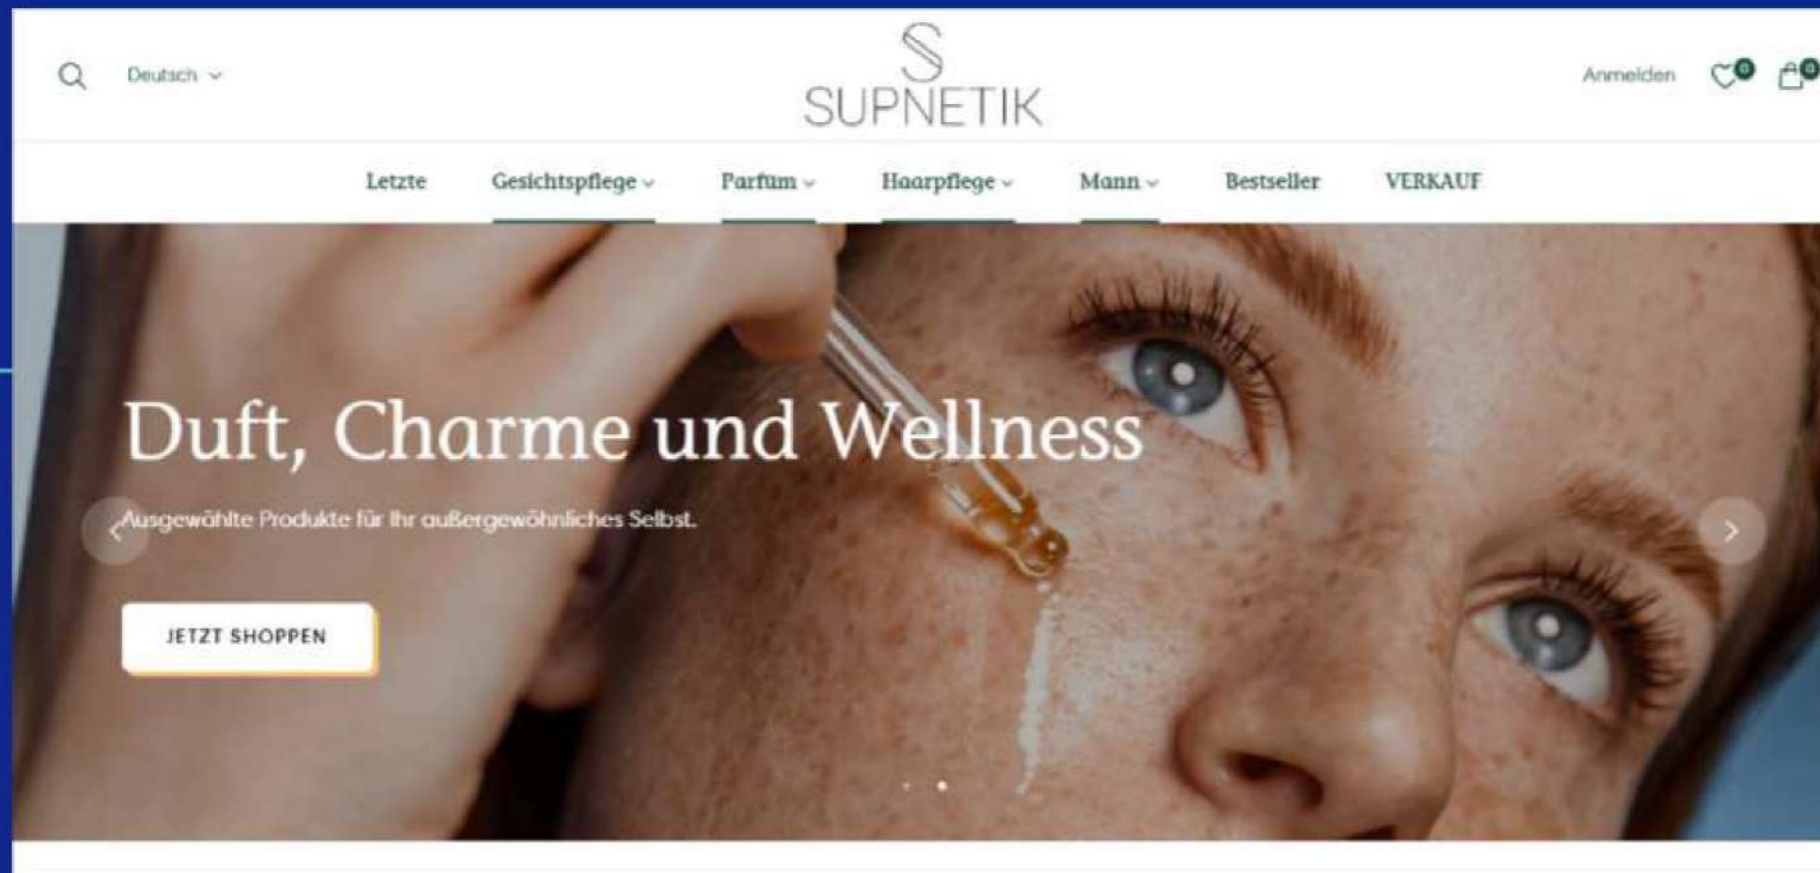 Deutsch
S
SUPNETIK
Anmelden
0
0
Letzte Gesichtspflege Parfüm Haarpflege Mann Bestseller VERKAUF
Duft, Charme und Wellness
Ausgewählte Produkte für Ihr außergewöhnliches Selbst.
JETZT SHOPPEN